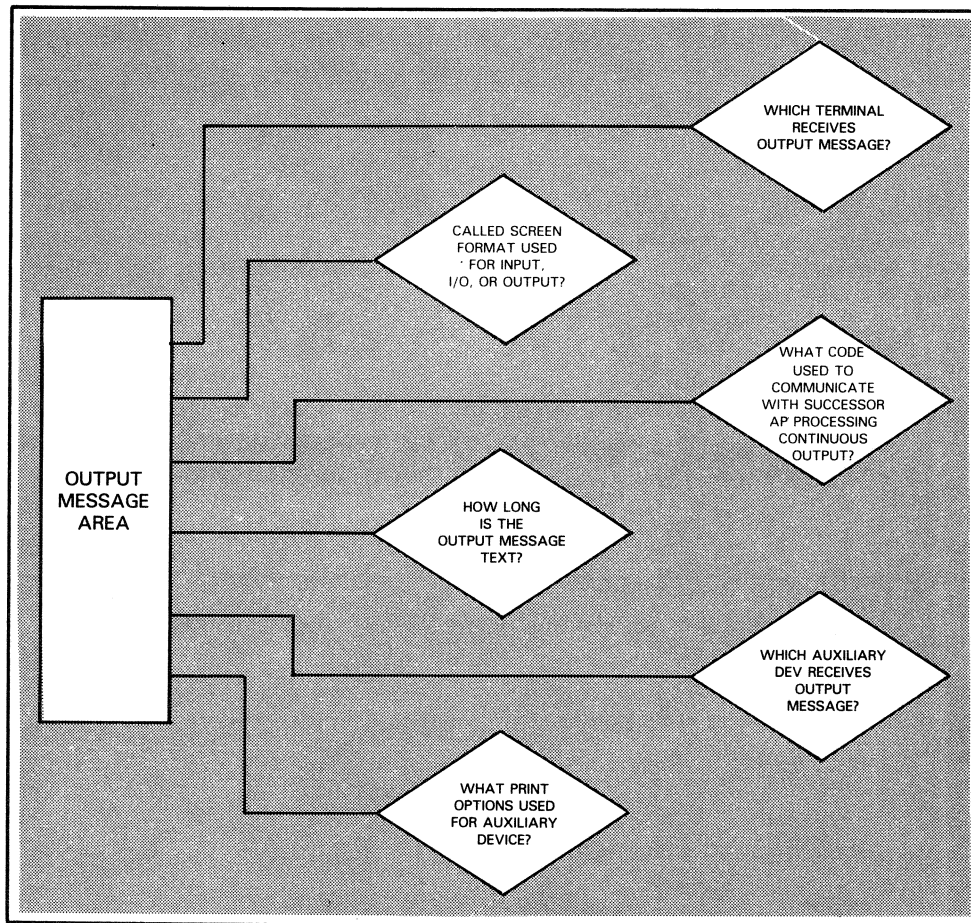 WHICH TERMINAL
RECEIVES
OUTPUT MESSAGE?
CALLED SCREEN
FORMAT USED
FOR INPUT,
I/O, OR OUTPUT?
WHAT CODE
USED TO
COMMUNICATE
WITH SUCCESSOR
AP PROCESSING
CONTINUOUS
OUTPUT?
OUTPUT
MESSAGE
AREA
HOW LONG
IS THE
OUTPUT MESSAGE
TEXT?
WHICH AUXILIARY
DEV RECEIVES
OUTPUT
MESSAGE?
WHAT PRINT
OPTIONS USED
FOR AUXILIARY
DEVICE?